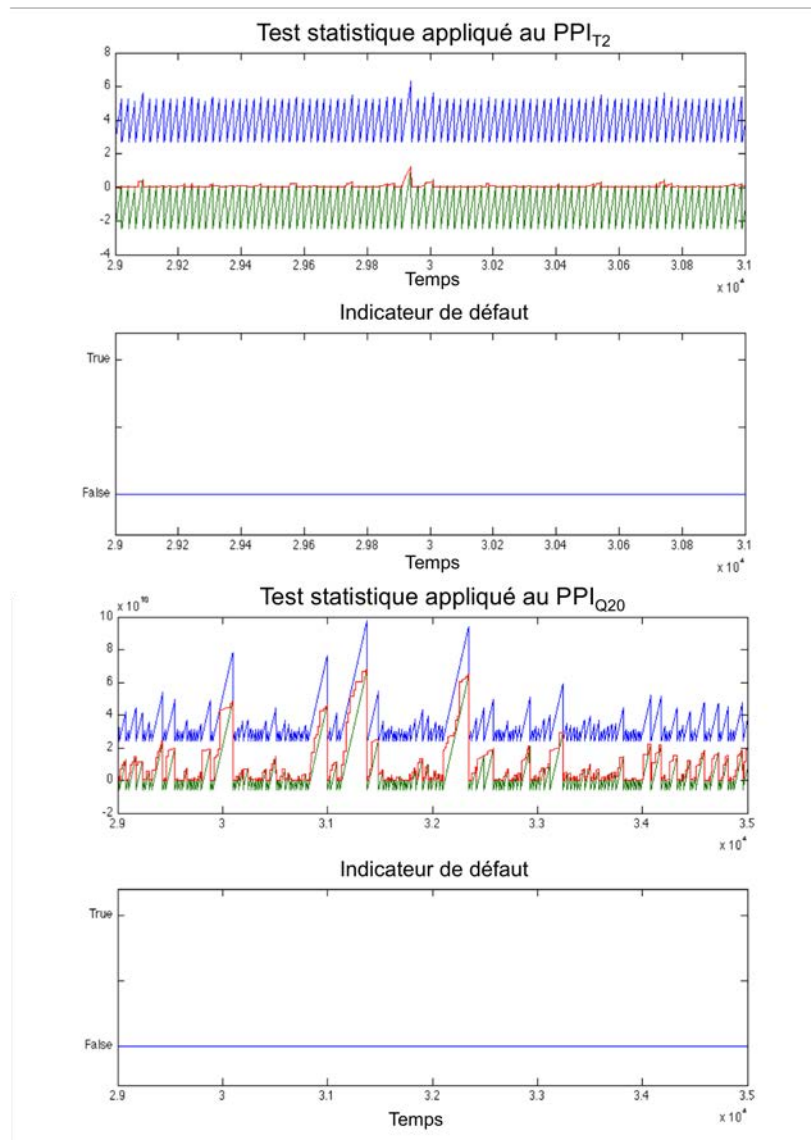 Test statistique appliqué au PPI_T2
8
6
4
2
0
-2
-4
2.9 2.92 2.94 2.96 2.98 3 3.02 3.04 3.06 3.08 3.1
Temps
x 10⁴
Indicateur de défaut
True
False
2.9 2.92 2.94 2.96 2.98 3 3.02 3.04 3.06 3.08 3.1
Temps
x 10⁴
Test statistique appliqué au PPI_Q20
10
8
6
4
2
0
-2
2.9 3 3.1 3.2 3.3 3.4 3.5
x 10⁴
Indicateur de défaut
True
False
2.9 3 3.1 3.2 3.3 3.4 3.5
Temps
x 10⁴